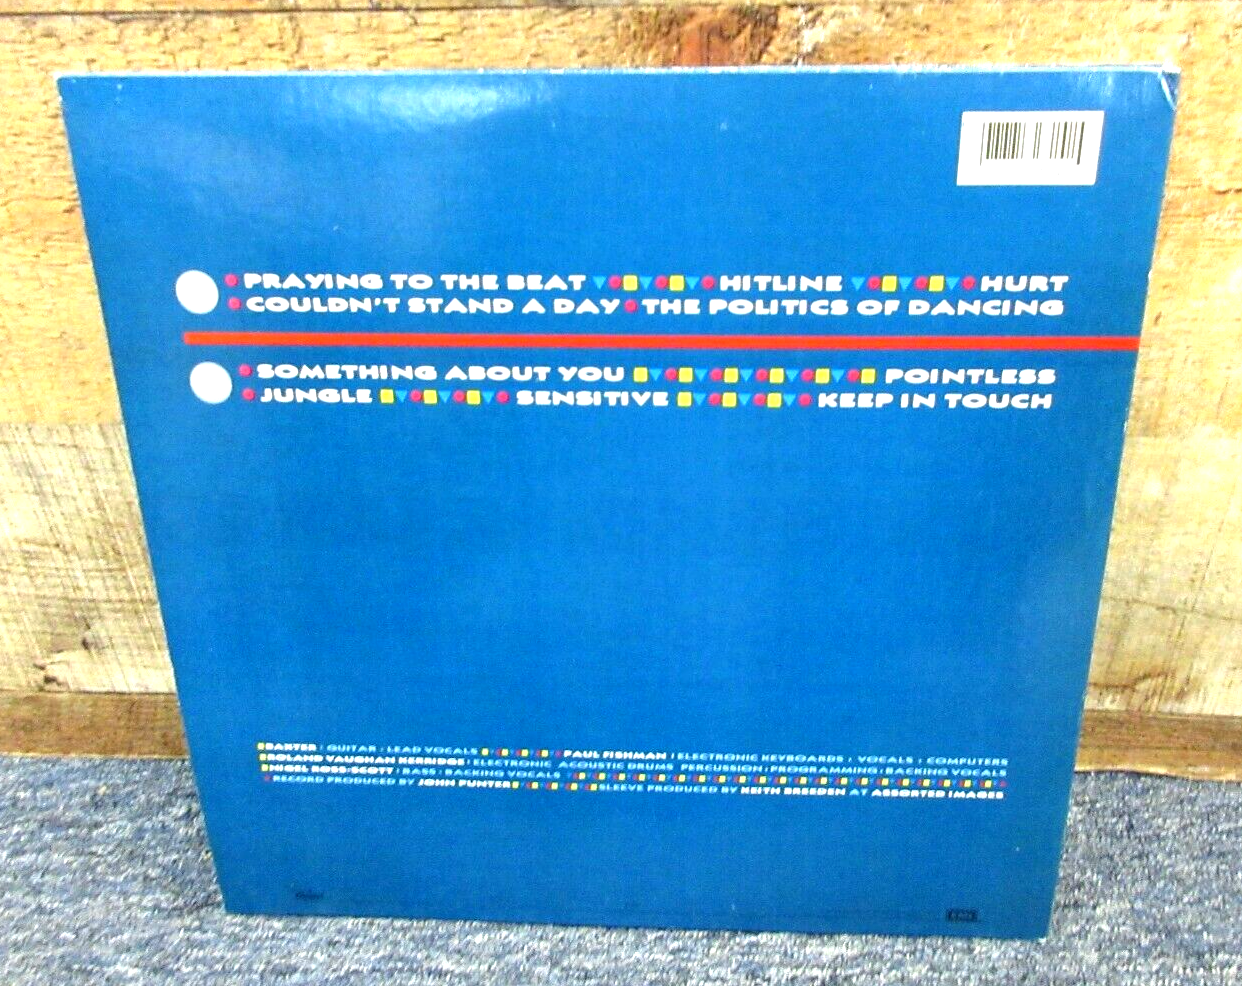 PRAYING TO THE BEAT HITLINE HURT
COULDN'T STAND A DAY THE POLITICS OF DANCING
SOMETHING ABOUT YOU POINTLESS
JUNGLE SENSITIVE KEEP IN TOUCH
BAXTER : GUITAR : LEAD VOCALS PAUL FISHMAN : ELECTRONIC KEYBOARDS : VOCALS : COMPUTERS
ROLAND VAUGHAN KERRIDGE : ELECTRONIC ACOUSTIC DRUMS PERCUSSION : PROGRAMMING : BACKING VOCALS
NIGEL ROSS-SCOTT : BASS : BACKING VOCALS
RECORD PRODUCED BY JOHN PUNTER SLEEVE PRODUCED BY KEITH BREEDEN AT ASSORTED IMAGES
EMI